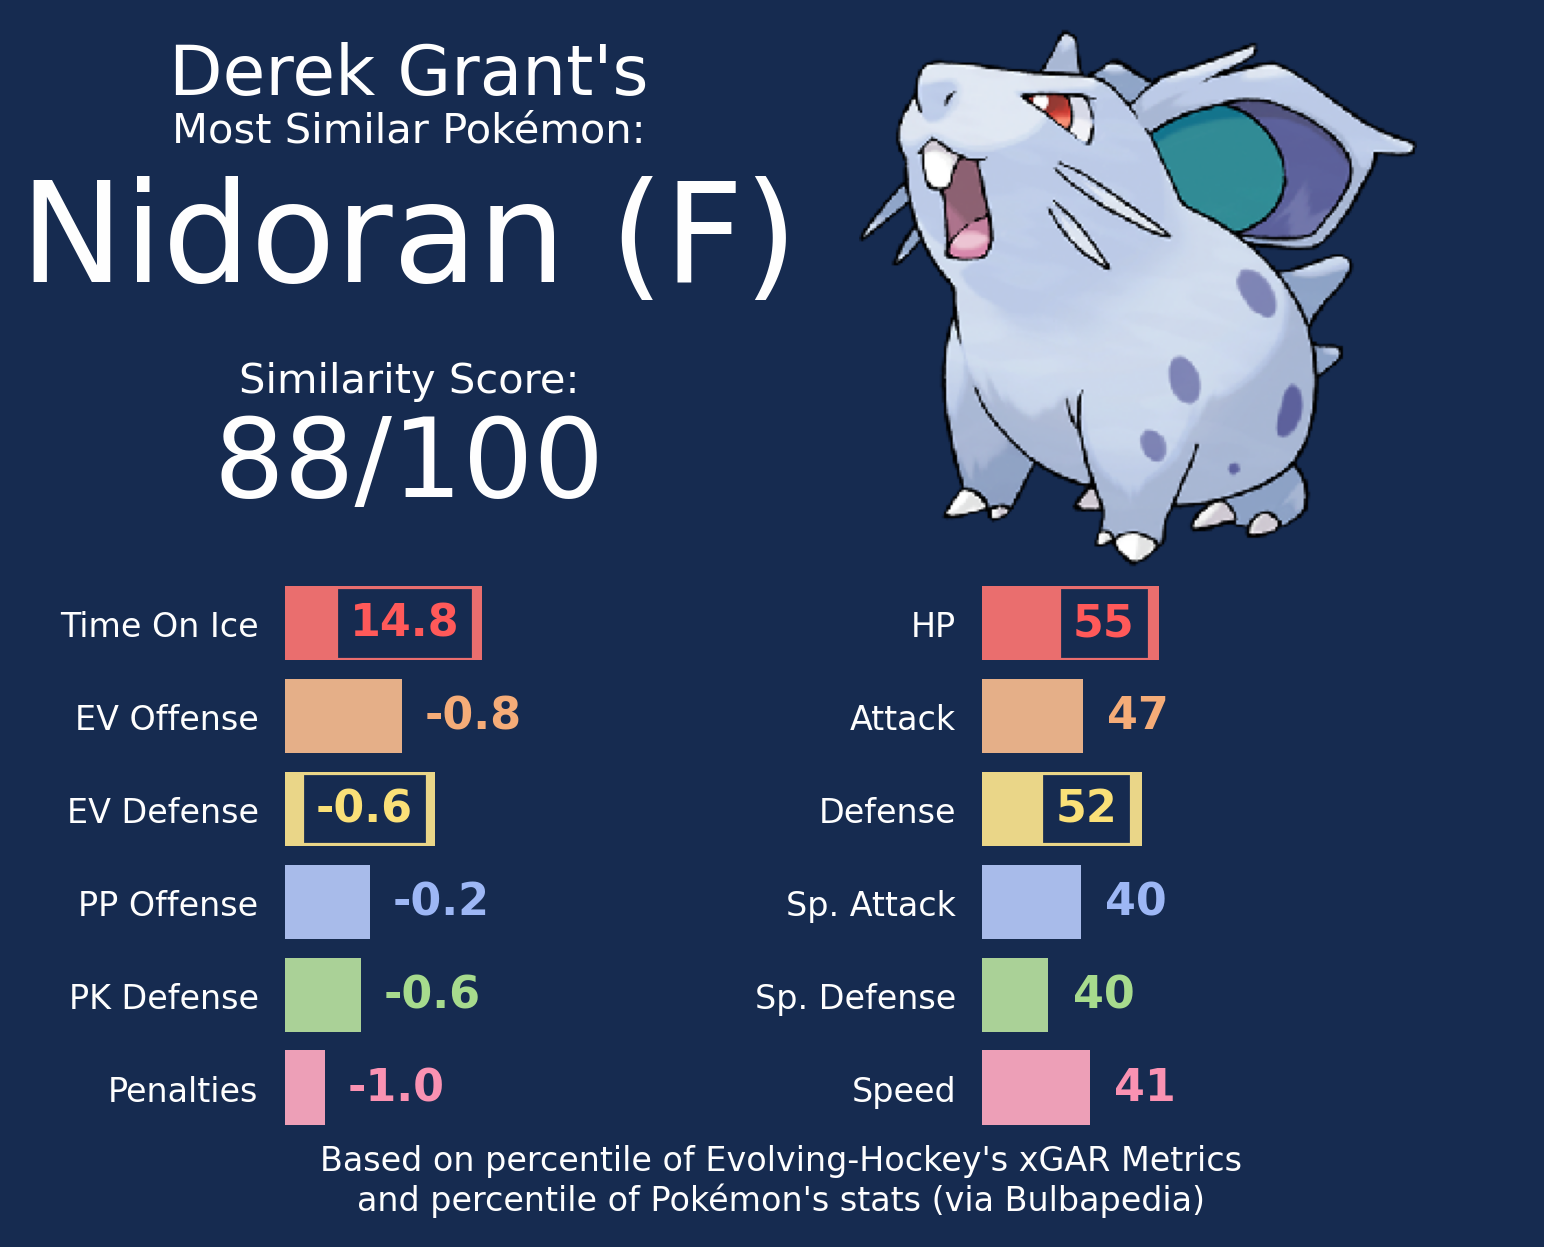 Derek Grant's
Most Similar Pokémon:
Nidoran (F)
Similarity Score:
88/100
Time On Ice 14.8
EV Offense -0.8
EV Defense -0.6
PP Offense -0.2
PK Defense -0.6
Penalties -1.0
HP 55
Attack 47
Defense 52
Sp. Attack 40
Sp. Defense 40
Speed 41
Based on percentile of Evolving-Hockey's xGAR Metrics
and percentile of Pokémon's stats (via Bulbapedia)